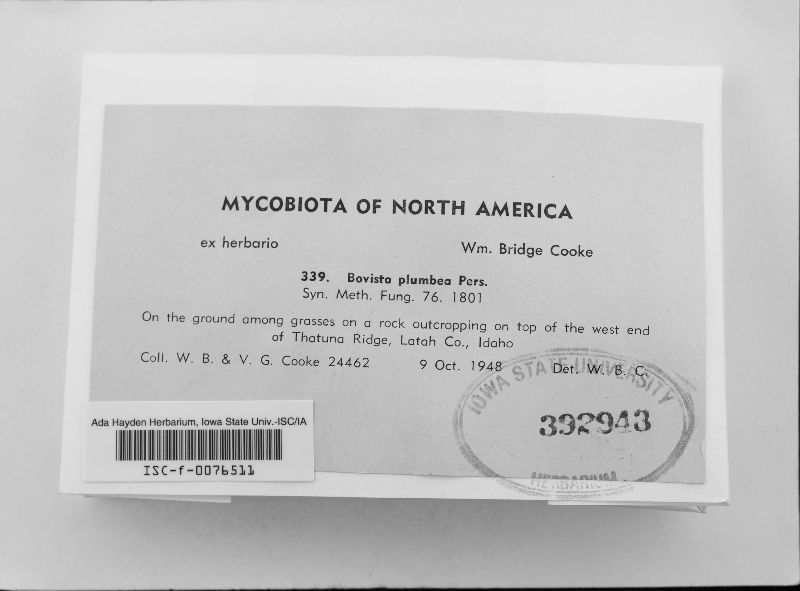 MYCOBIOTA OF NORTH AMERICA
ex herbario Wm. Bridge Cooke
339. Bovista plumbea Pers.
Syn. Meth. Fung. 76. 1801
On the ground among grasses on a rock outcropping on top of the west end
of Thatuna Ridge, Latah Co., Idaho
Coll. W. B. & V. G. Cooke 24462 9 Oct. 1948 Det. W. B. C.
IOWA STATE UNIVERSITY
392943
HERBARIUM
Ada Hayden Herbarium, Iowa State Univ.-ISC/IA
ISC-f-0076511